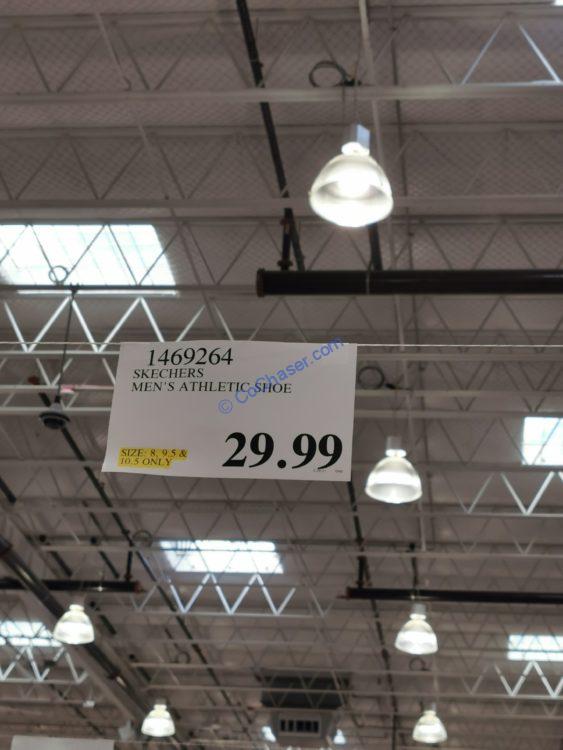 1469264
SKECHERS
MEN'S ATHLETIC SHOE
© CoChaser.com
29.99
SIZE: 8, 9.5 &
10.5 ONLY